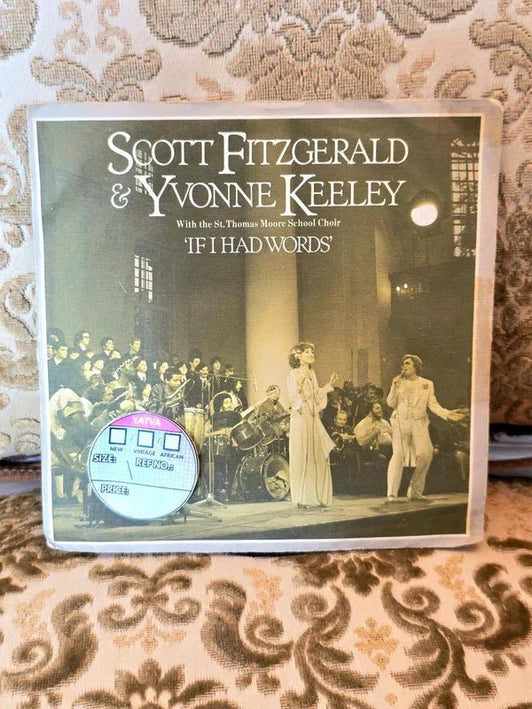 SCOTT FITZGERALD
& YVONNE KEELEY
With the St. Thomas Moore School Choir
'IF I HAD WORDS'
YATVA
NEW VINTAGE AFRICAN
SIZE: REF NO.:
PRICE: